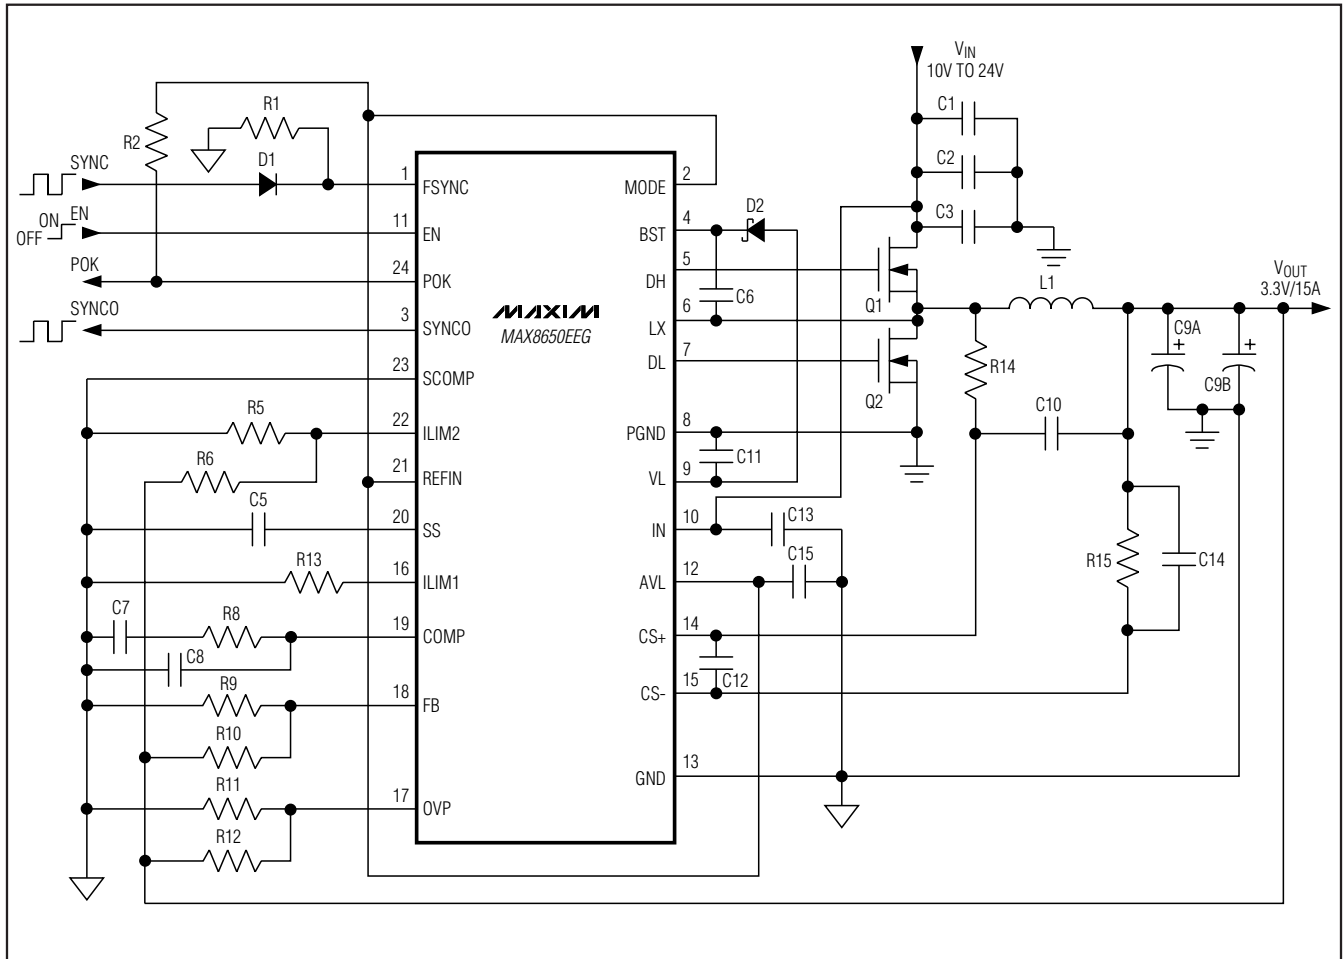 VIN
10V TO 24V
C1
R1
R2
C2
SYNC
D1
1
FSYNC
MODE
2
D2
C3
ON
EN
OFF
11
EN
BST
4
POK
24
POK
DH
5
C6
Q1
L1
VOUT
3.3V/15A
SYNCO
3
SYNCO
MAXIM
MAX8650EEG
LX
6
C9A
+
+
DL
7
R14
C9B
23
SCOMP
Q2
R5
22
ILIM2
PGND
8
C10
R6
21
REFIN
C11
VL
9
C5
20
SS
IN
10
C13
R13
16
ILIM1
AVL
12
C15
R15
C14
C7
R8
19
COMP
CS+
14
C8
C12
R9
18
FB
CS-
15
R10
GND
13
R11
17
OVP
R12